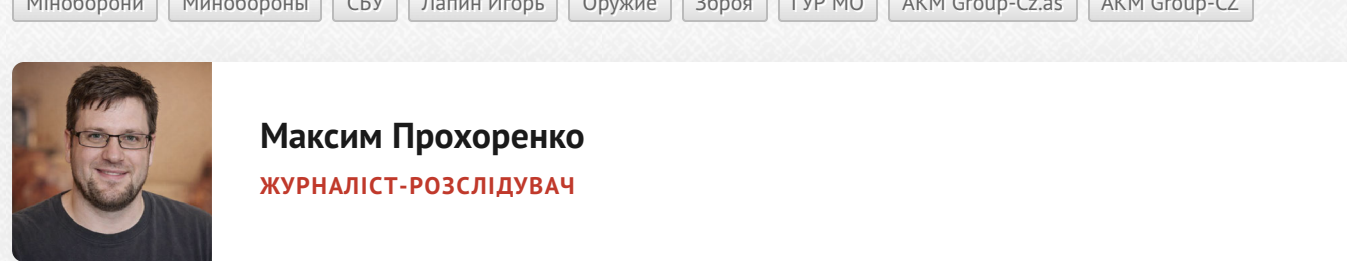 Міноборони Минобороны СБУ Лапин Игорь Оружие Зброя ГУР МО AKM Group-Cz.as AKM Group-CZ
Максим Прохоренко
ЖУРНАЛІСТ-РОЗСЛІДУВАЧ